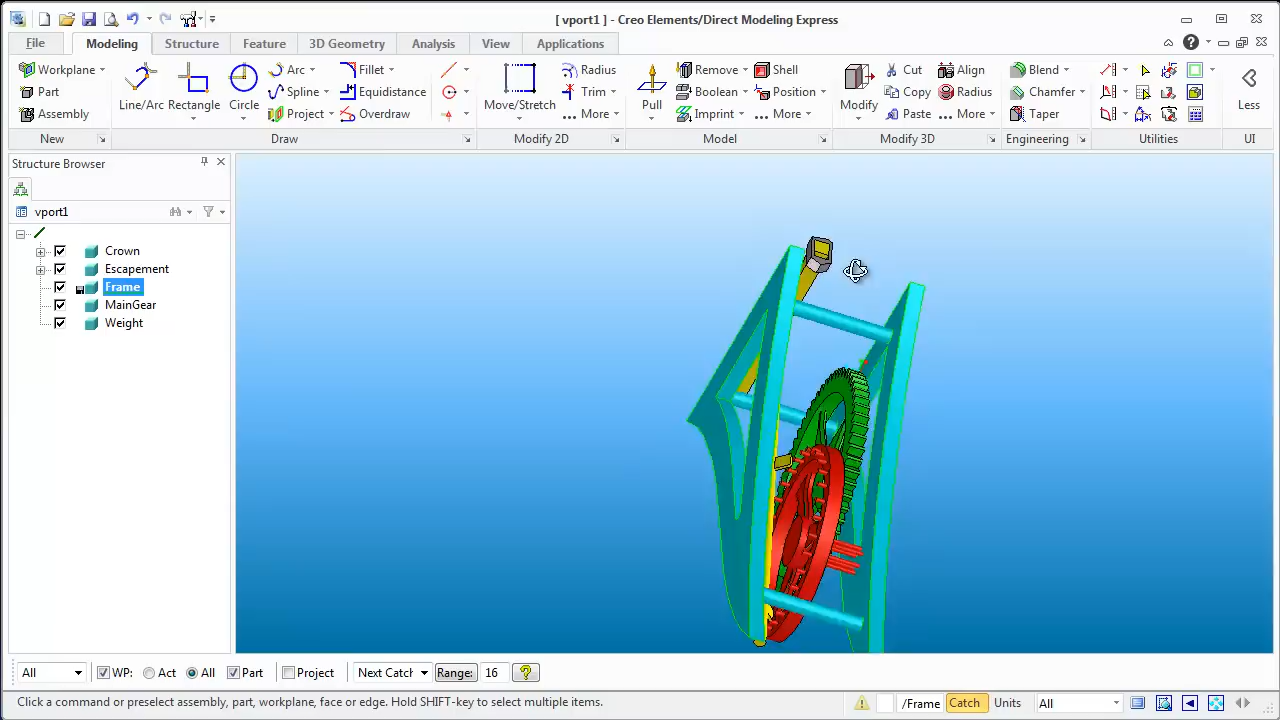 [ vport1 ] - Creo Elements/Direct Modeling Express
File Modeling Structure Feature 3D Geometry Analysis View Applications
Workplane Line/Arc Rectangle Circle Arc Fillet Move/Stretch Radius Pull Remove Shell Modify Cut Align Blend Less
Part Spline Equidistance Trim Boolean Position Copy Radius Chamfer
Assembly Project Overdraw More Imprint More Paste More Taper
New Draw Modify 2D Model Modify 3D Engineering Utilities UI
Structure Browser
vport1
Crown
Escapement
Frame
MainGear
Weight
All WP: Act All Part Project Next Catch Range: 16 ?
Click a command or preselect assembly, part, workplane, face or edge. Hold SHIFT-key to select multiple items. /Frame Catch Units All